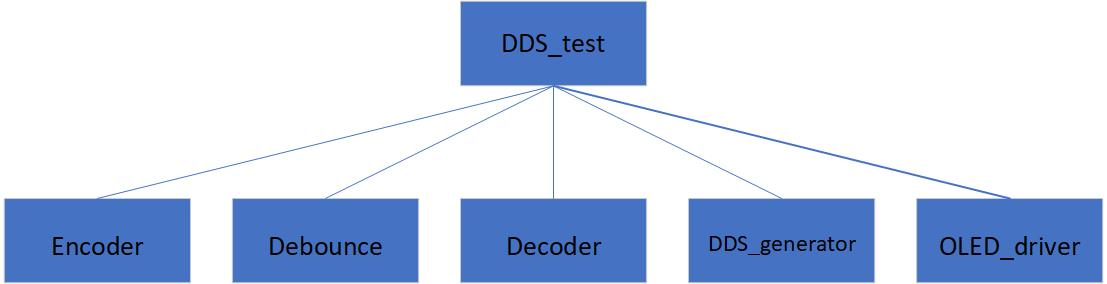 DDS_test
Encoder
Debounce
Decoder
DDS_generator
OLED_driver